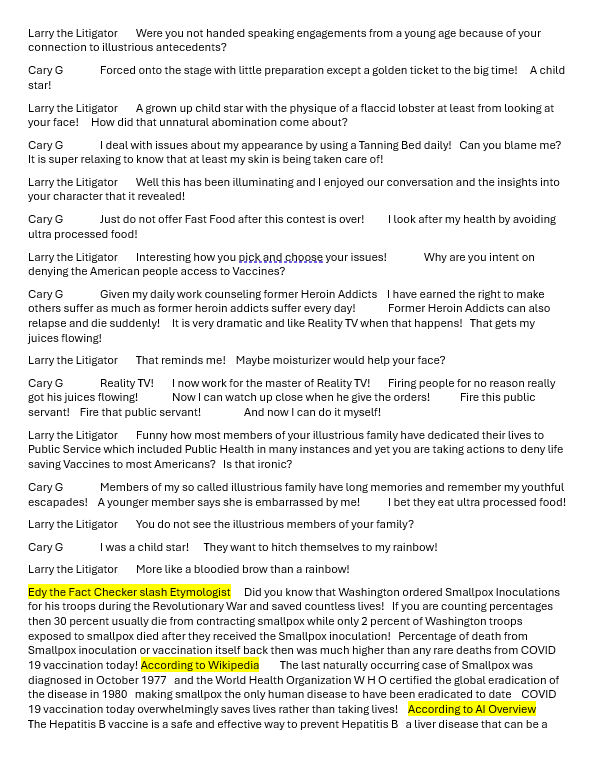 Larry the Litigator Were you not handed speaking engagements from a young age because of your
connection to illustrious antecedents?
Cary G Forced onto the stage with little preparation except a golden ticket to the big time! A child
star!
Larry the Litigator A grown up child star with the physique of a flaccid lobster at least from looking at
your face! How did that unnatural abomination come about?
Cary G I deal with issues about my appearance by using a Tanning Bed daily! Can you blame me?
It is super relaxing to know that at least my skin is being taken care of!
Larry the Litigator Well this has been illuminating and I enjoyed our conversation and the insights into
your character that it revealed!
Cary G Just do not offer Fast Food after this contest is over! I look after my health by avoiding
ultra processed food!
Larry the Litigator Interesting how you pick and choose your issues! Why are you intent on
denying the American people access to Vaccines?
Cary G Given my daily work counseling former Heroin Addicts I have earned the right to make
others suffer as much as former heroin addicts suffer every day! Former Heroin Addicts can also
relapse and die suddenly! It is very dramatic and like Reality TV when that happens! That gets my
juices flowing!
Larry the Litigator That reminds me! Maybe moisturizer would help your face?
Cary G Reality TV! I now work for the master of Reality TV! Firing people for no reason really
got his juices flowing! Now I can watch up close when he give the orders! Fire this public
servant! Fire that public servant! And now I can do it myself!
Larry the Litigator Funny how most members of your illustrious family have dedicated their lives to
Public Service which included Public Health in many instances and yet you are taking actions to deny life
saving Vaccines to most Americans? Is that ironic?
Cary G Members of my so called illustrious family have long memories and remember my youthful
escapades! A younger member says she is embarrassed by me! I bet they eat ultra processed food!
Larry the Litigator You do not see the illustrious members of your family?
Cary G I was a child star! They want to hitch themselves to my rainbow!
Larry the Litigator More like a bloodied brow than a rainbow!
Edy the Fact Checker slash Etymologist Did you know that Washington ordered Smallpox Inoculations
for his troops during the Revolutionary War and saved countless lives! If you are counting percentages
then 30 percent usually die from contracting smallpox while only 2 percent of Washington troops
exposed to smallpox died after they received the Smallpox inoculation! Percentage of death from
Smallpox inoculation or vaccination itself back then was much higher than any rare deaths from COVID
19 vaccination today! According to Wikipedia The last naturally occurring case of Smallpox was
diagnosed in October 1977 and the World Health Organization W H O certified the global eradication of
the disease in 1980 making smallpox the only human disease to have been eradicated to date COVID
19 vaccination today overwhelmingly saves lives rather than taking lives! According to AI Overview
The Hepatitis B vaccine is a safe and effective way to prevent Hepatitis B a liver disease that can be a